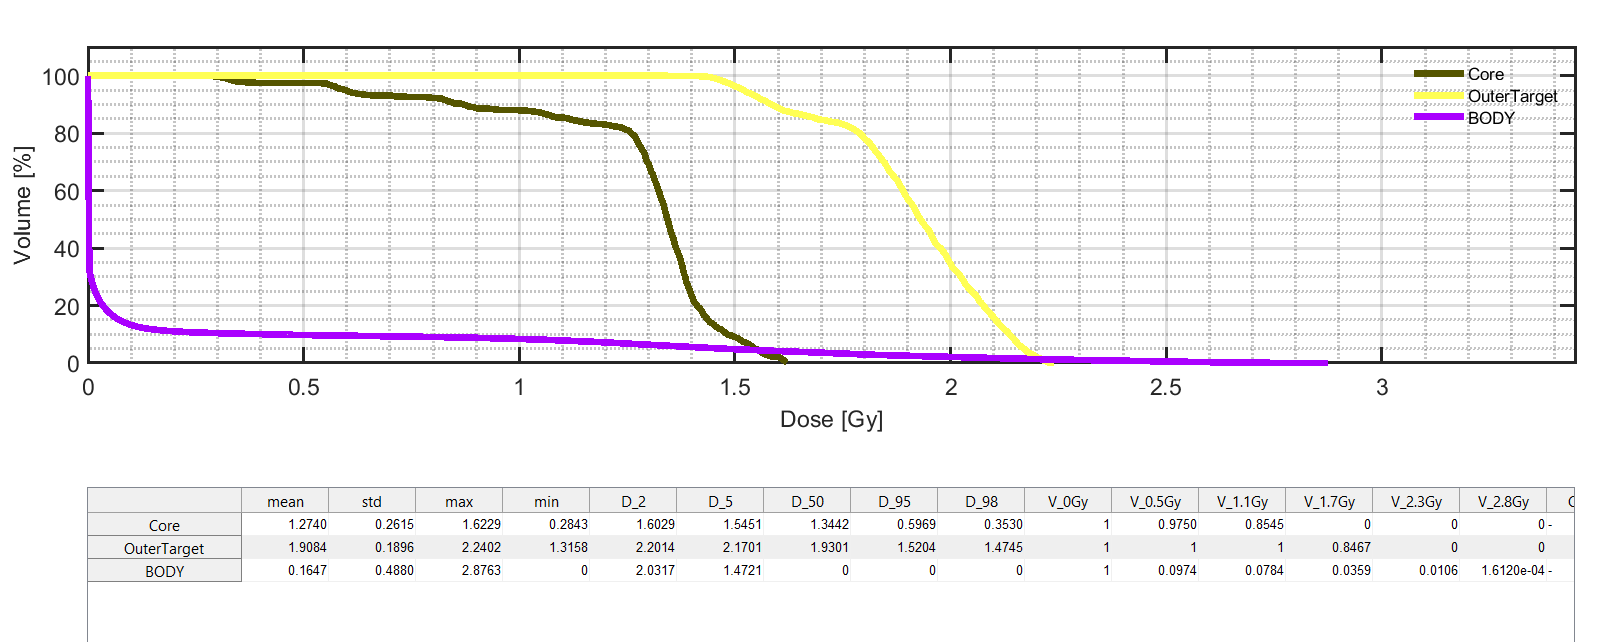 100
80
60
40
20
0
Volume [%]
Core
OuterTarget
BODY
0 0.5 1 1.5 2 2.5 3
Dose [Gy]
mean std max min D_2 D_5 D_50 D_95 D_98 V_0Gy V_0.5Gy V_1.1Gy V_1.7Gy V_2.3Gy V_2.8Gy
Core 1.2740 0.2615 1.6229 0.2843 1.6029 1.5451 1.3442 0.5969 0.3530 1 0.9750 0.8545 0 0 0 -
OuterTarget 1.9084 0.1896 2.2402 1.3158 2.2014 2.1701 1.9301 1.5204 1.4745 1 1 1 0.8467 0 0
BODY 0.1647 0.4880 2.8763 0 2.0317 1.4721 0 0 0 1 0.0974 0.0784 0.0359 0.0106 1.6120e-04 -